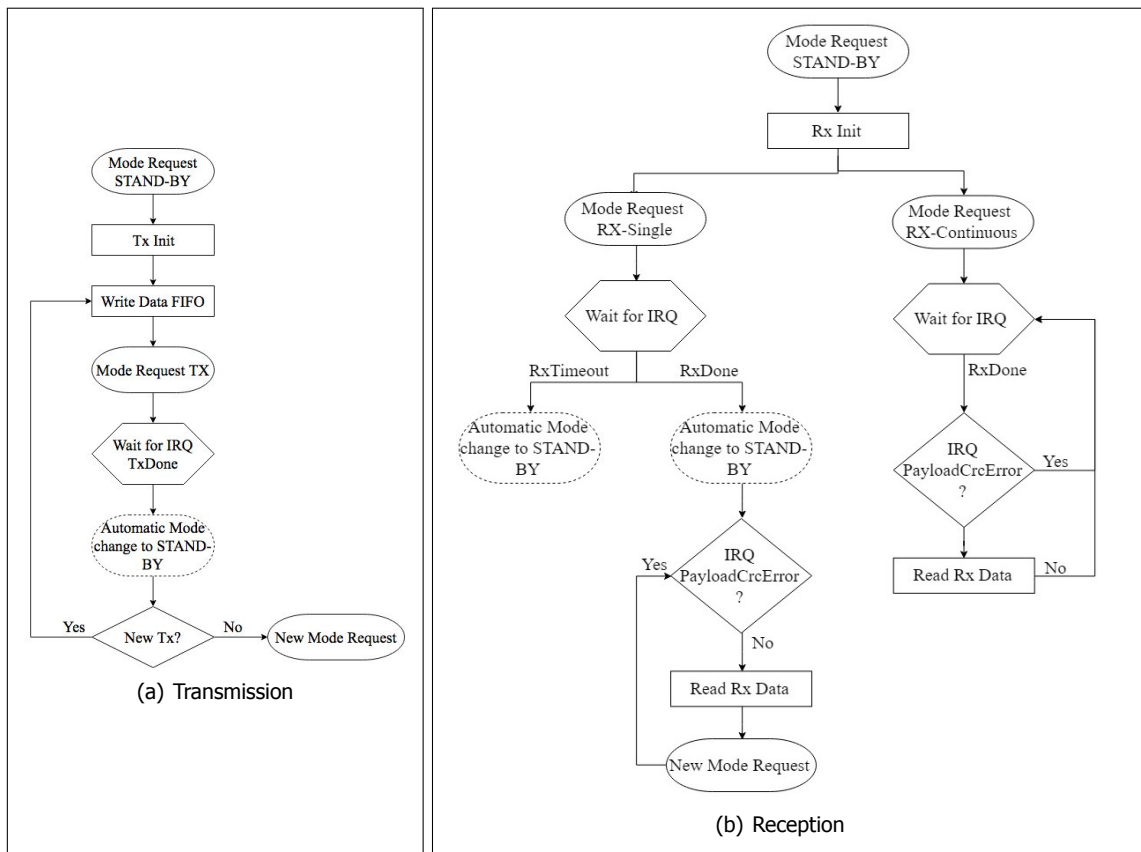 Mode Request
STAND-BY
Tx Init
Write Data FIFO
Mode Request TX
Wait for IRQ
TxDone
Automatic Mode
change to STAND-
BY
Yes
New Tx?
No
New Mode Request
(a) Transmission
Mode Request
STAND-BY
Rx Init
Mode Request
RX-Single
Wait for IRQ
RxTimeout
RxDone
Automatic Mode
change to STAND-
BY
Automatic Mode
change to STAND-
BY
Yes
IRQ
PayloadCrcError
?
No
Read Rx Data
New Mode Request
Mode Request
RX-Continuous
Wait for IRQ
RxDone
IRQ
PayloadCrcError
?
Yes
Read Rx Data
No
(b) Reception